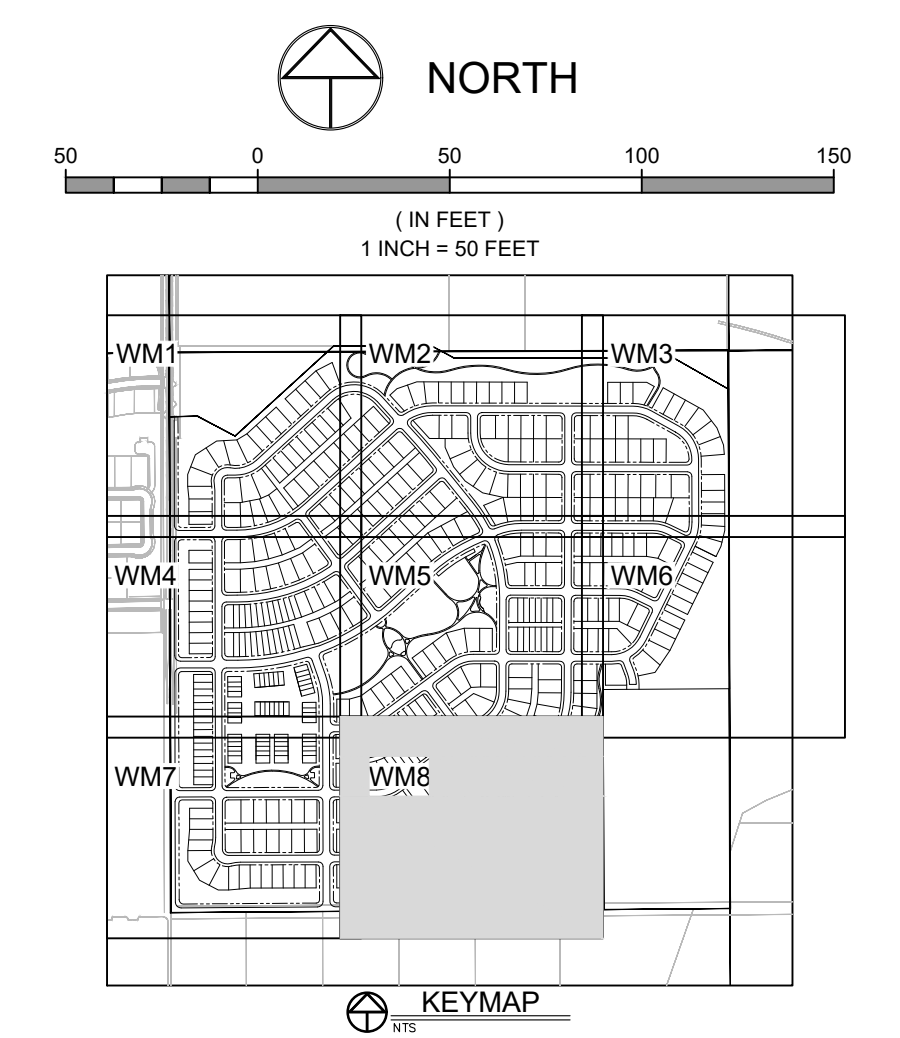 NORTH
50 0 50 100 150
( IN FEET )
1 INCH = 50 FEET
WM1 WM2 WM3
WM4 WM5 WM6
WM7 WM8
KEYMAP
NTS